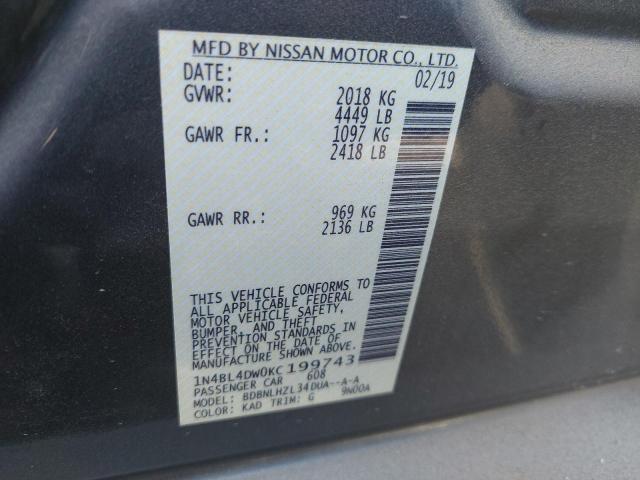 MFD BY NISSAN MOTOR CO., LTD.
DATE: 02/19
GVWR: 2018 KG
4449 LB
GAWR FR.: 1097 KG
2418 LB
GAWR RR.: 969 KG
2136 LB
THIS VEHICLE CONFORMS TO
ALL APPLICABLE FEDERAL
MOTOR VEHICLE SAFETY,
BUMPER, AND THEFT
PREVENTION STANDARDS IN
EFFECT ON THE DATE OF
MANUFACTURE SHOWN ABOVE.
1N4BL4DW0KC199743
PASSENGER CAR 608
MODEL: BDBNLHZL34DUA--A-A
COLOR: KAD TRIM: G 9N00A